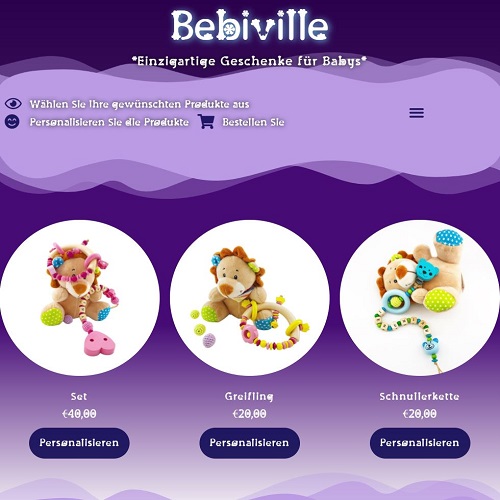 Bebiville
*Einzigartige Geschenke für Babys*
Wählen Sie Ihre gewünschten Produkte aus
Personalisieren Sie die Produkte Bestellen Sie
Set Greifling Schnullerkette
€40,00 €20,00 €20,00
Personalisieren Personalisieren Personalisieren